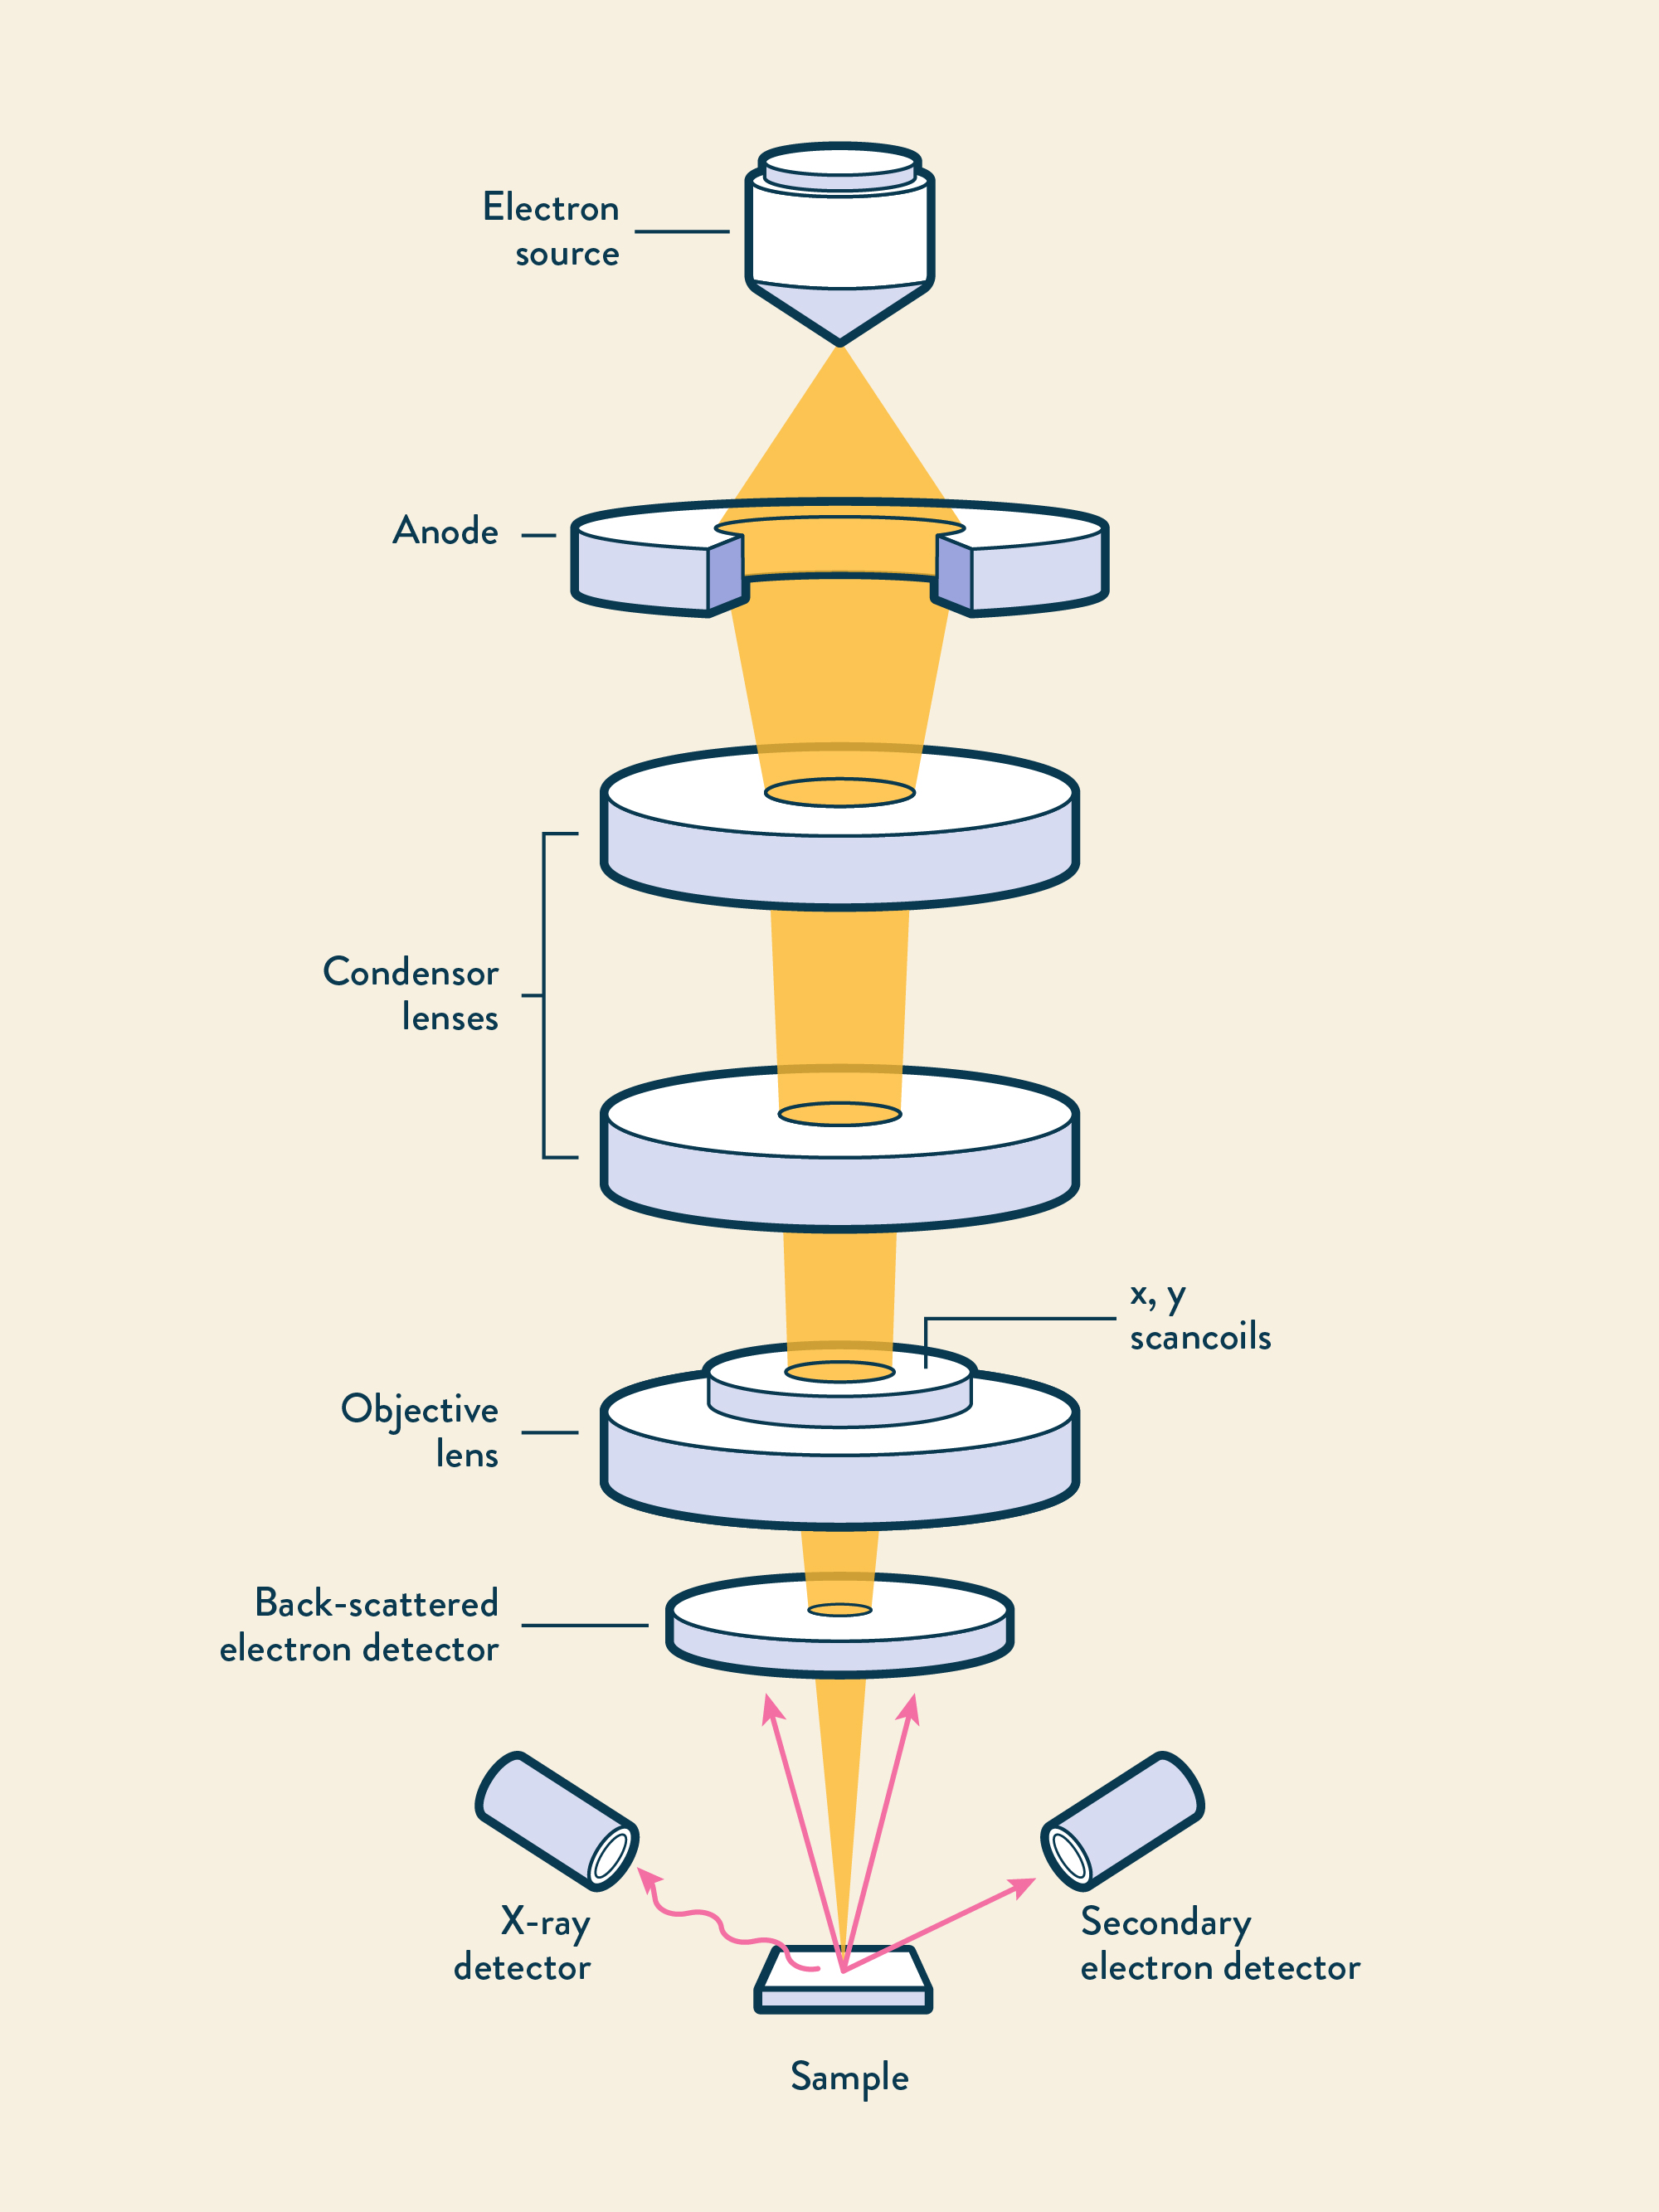 Electron
source
Anode
Condensor
lenses
x, y
scancoils
Objective
lens
Back-scattered
electron detector
X-ray
detector
Secondary
electron detector
Sample